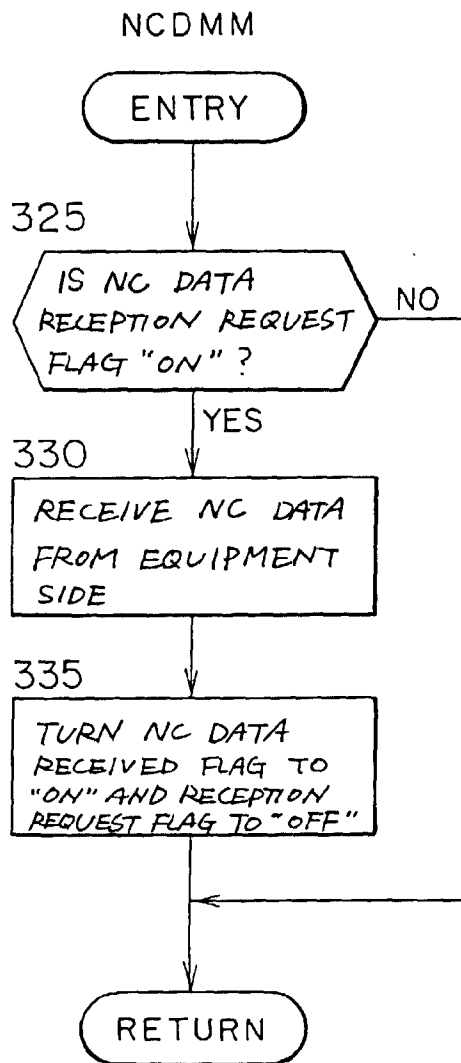 NCDMM
ENTRY
325
IS NC DATA
RECEPTION REQUEST
FLAG "ON" ?
NO
YES
330
RECEIVE NC DATA
FROM EQUIPMENT
SIDE
335
TURN NC DATA
RECEIVED FLAG TO
"ON" AND RECEPTION
REQUEST FLAG TO "OFF"
RETURN